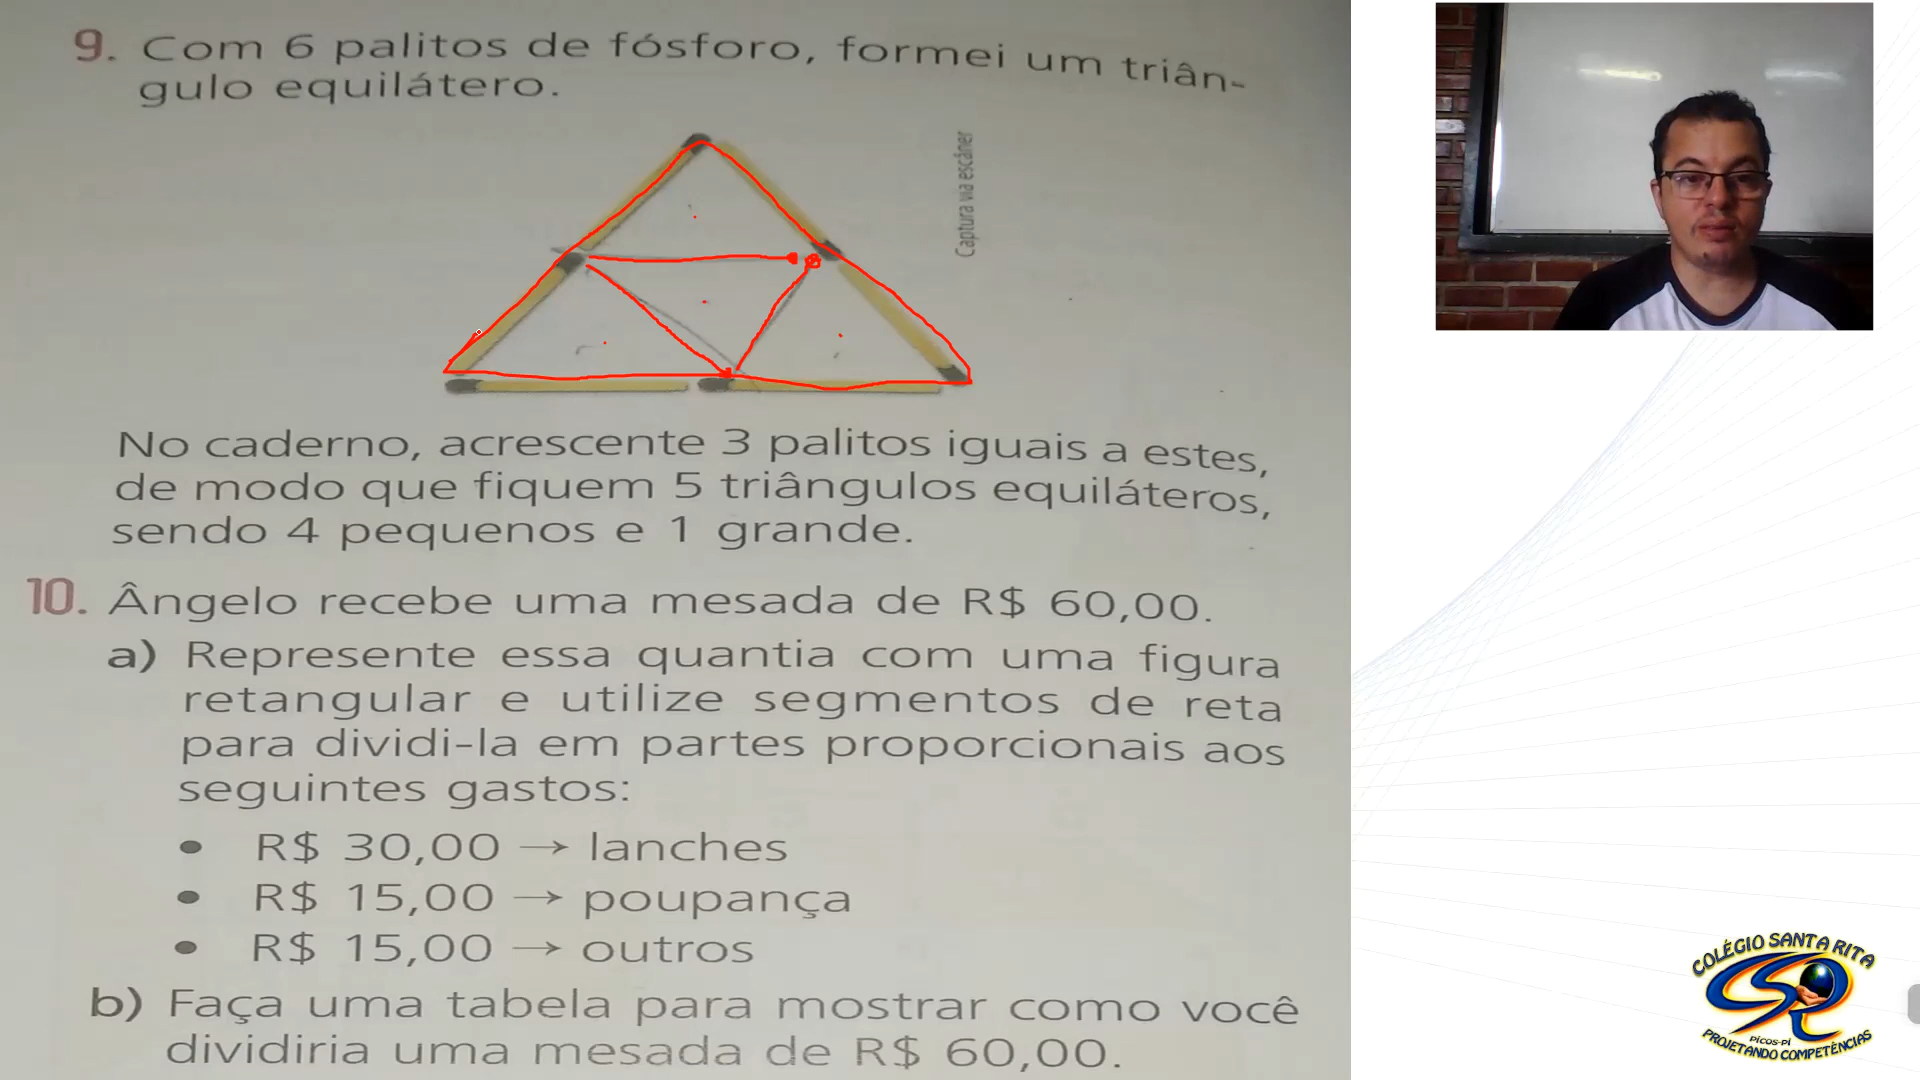 9. Com 6 palitos de fósforo, formei um triân-
gulo equilátero.
Captura via escâner
No caderno, acrescente 3 palitos iguais a estes,
de modo que fiquem 5 triângulos equiláteros,
sendo 4 pequenos e 1 grande.
10. Ângelo recebe uma mesada de R$ 60,00.
a) Represente essa quantia com uma figura
retangular e utilize segmentos de reta
para dividi-la em partes proporcionais aos
seguintes gastos:
• R$ 30,00 → lanches
• R$ 15,00 → poupança
• R$ 15,00 → outros
b) Faça uma tabela para mostrar como você
dividiria uma mesada de R$ 60,00.
COLÉGIO SANTA RITA
PICOS-PI
PROJETANDO COMPETÊNCIAS